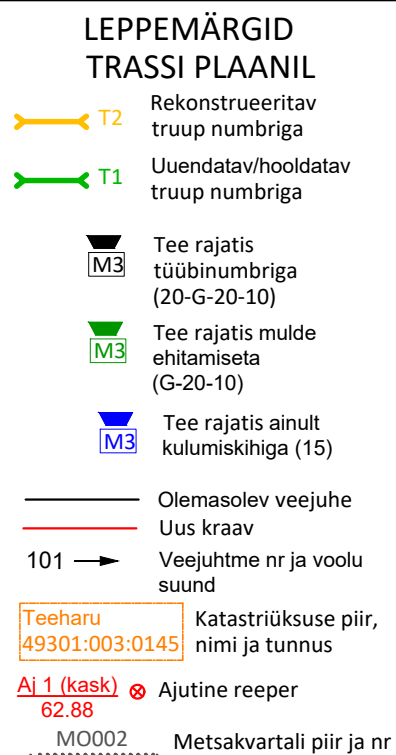 LEPPEMÄRGID
TRASSI PLAANIL
T2
Rekonstrueeritav
truup numbriga
T1
Uuendatav/hooldatav
truup numbriga
M3
Tee rajatis
tüübinumbriga
(20-G-20-10)
M3
Tee rajatis mulde
ehitamiseta
(G-20-10)
M3
Tee rajatis ainult
kulumiskihiga (15)
Olemasolev veejuhe
Uus kraav
101
Veejuhtme nr ja voolu
suund
Teeharu
49301:003:0145
Katastriüksuse piir,
nimi ja tunnus
Aj 1 (kask)
62.88
Ajutine reeper
MO002
Metsakvartali piir ja nr